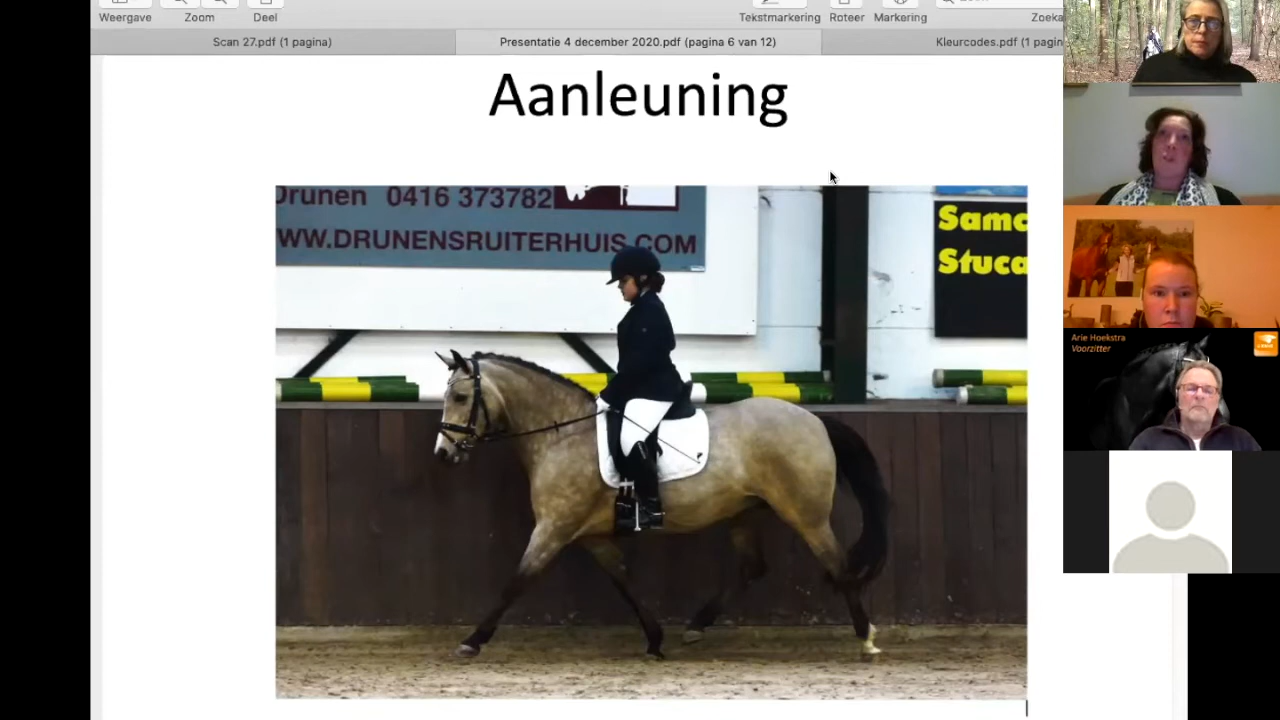 Weergave Zoom Deel Tekstmarkering Roteer Markering
Scan 27.pdf (1 pagina) Presentatie 4 december 2020.pdf (pagina 6 van 12) Kleurcodes.pdf (1 pagin
Aanleuning
Drunen 0416 373782
WWW.DRUNENSRUITERHUIS.COM
Samc
Stuca
Arie Hoekstra
Voorzitter